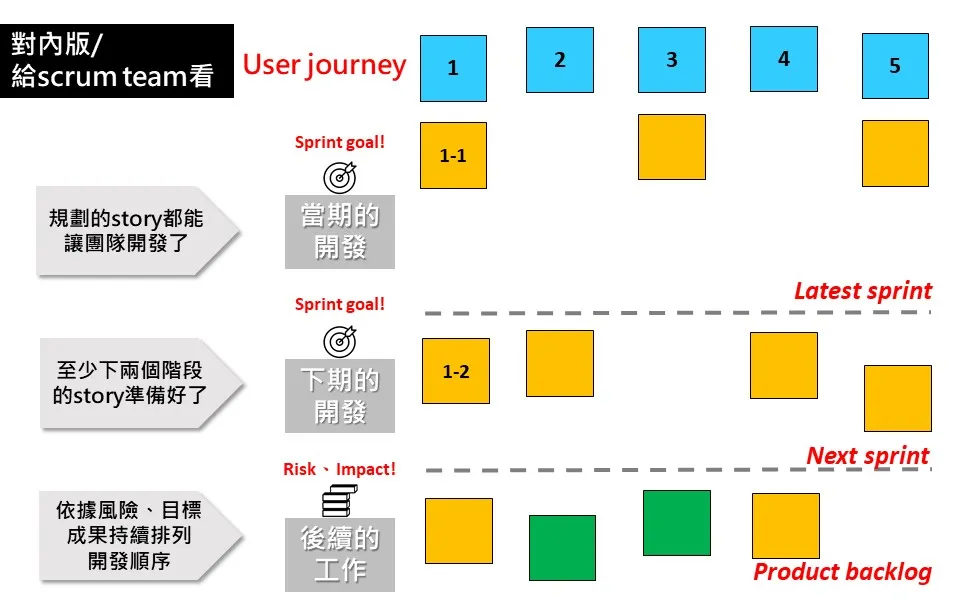 對內版/
給scrum team看
User journey
1
2
3
4
5
Sprint goal!
1-1
規劃的story都能
讓團隊開發了
當期的
開發
Latest sprint
Sprint goal!
至少下兩個階段
的story準備好了
下期的
開發
1-2
Next sprint
Risk、Impact!
依據風險、目標
成果持續排列
開發順序
後續的
工作
Product backlog